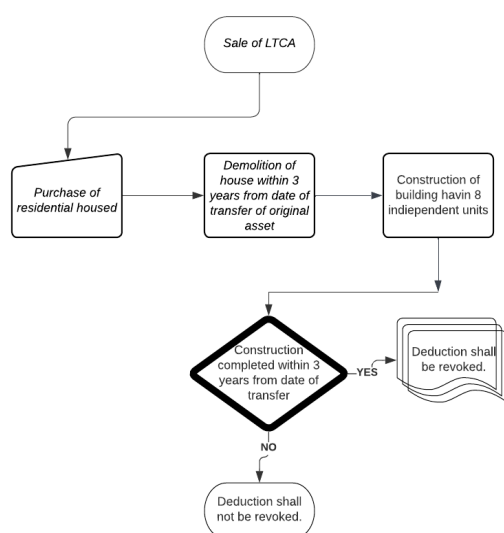 Sale of LTCA
Purchase of
residential housed
Demolition of
house within 3
years from date of
transfer of original
asset
Construction of
building havin 8
indiependent units
Construction
completed within 3
years from date of
transfer
YES
Deduction shall
be revoked.
NO
Deduction shall
not be revoked.